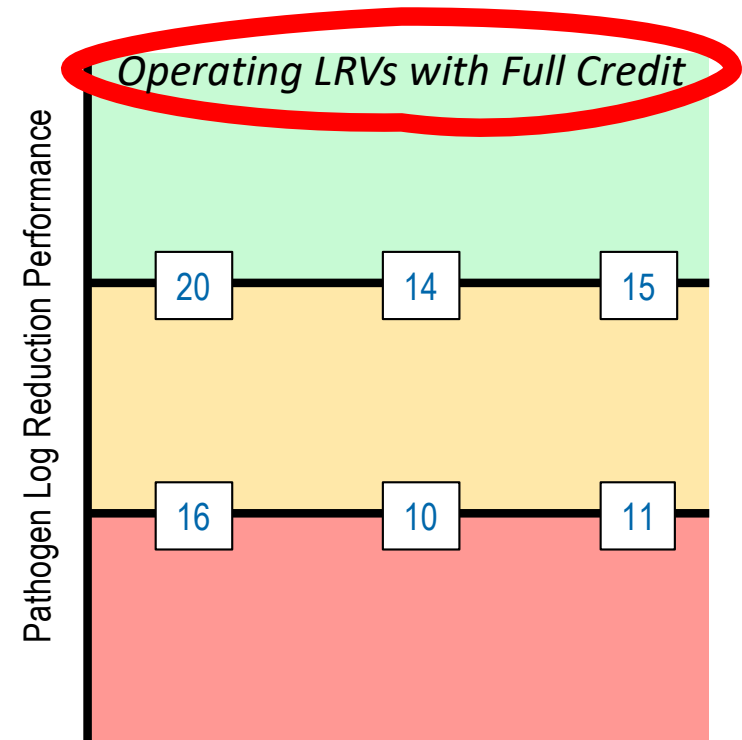 Operating LRVs with Full Credit
Pathogen Log Reduction Performance
20 14 15
16 10 11